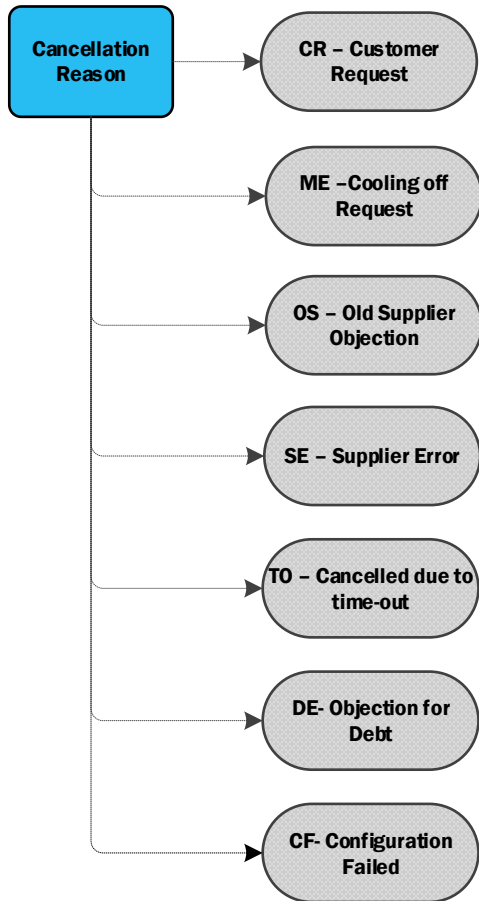 Cancellation
Reason
CR – Customer
Request
ME –Cooling off
Request
OS – Old Supplier
Objection
SE – Supplier Error
TO – Cancelled due to
time-out
DE- Objection for
Debt
CF- Configuration
Failed